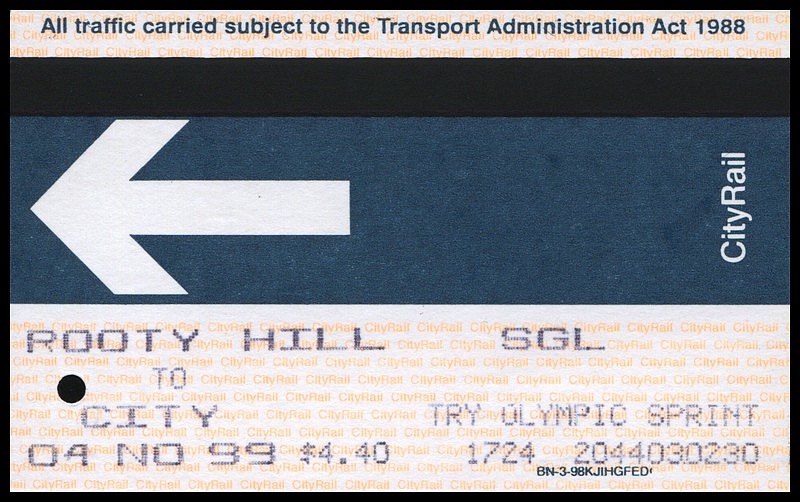 All traffic carried subject to the Transport Administration Act 1988
CityRail
ROOTY HILL SGL
TO
CITY TRY OLYMPIC SPRINT
04 NO 99 $4.40 1724 2044030230
BN-3-98KJIHGFED